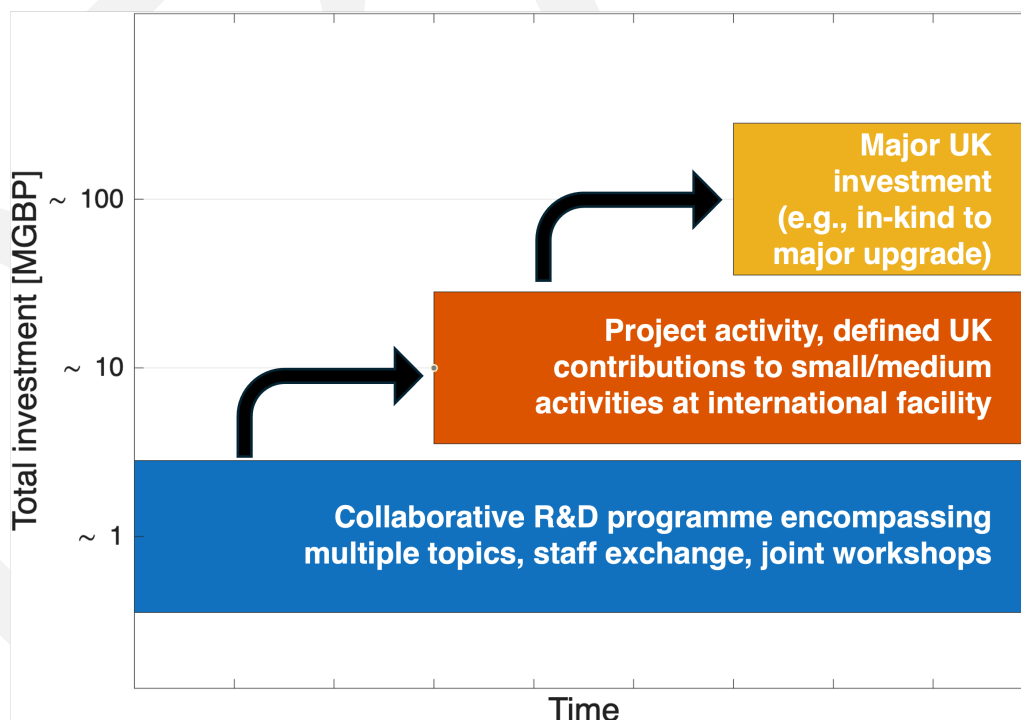 Total investment [MGBP]
~ 100
~ 10
~ 1
Major UK
investment
(e.g., in-kind to
major upgrade)
Project activity, defined UK
contributions to small/medium
activities at international facility
Collaborative R&D programme encompassing
multiple topics, staff exchange, joint workshops
Time